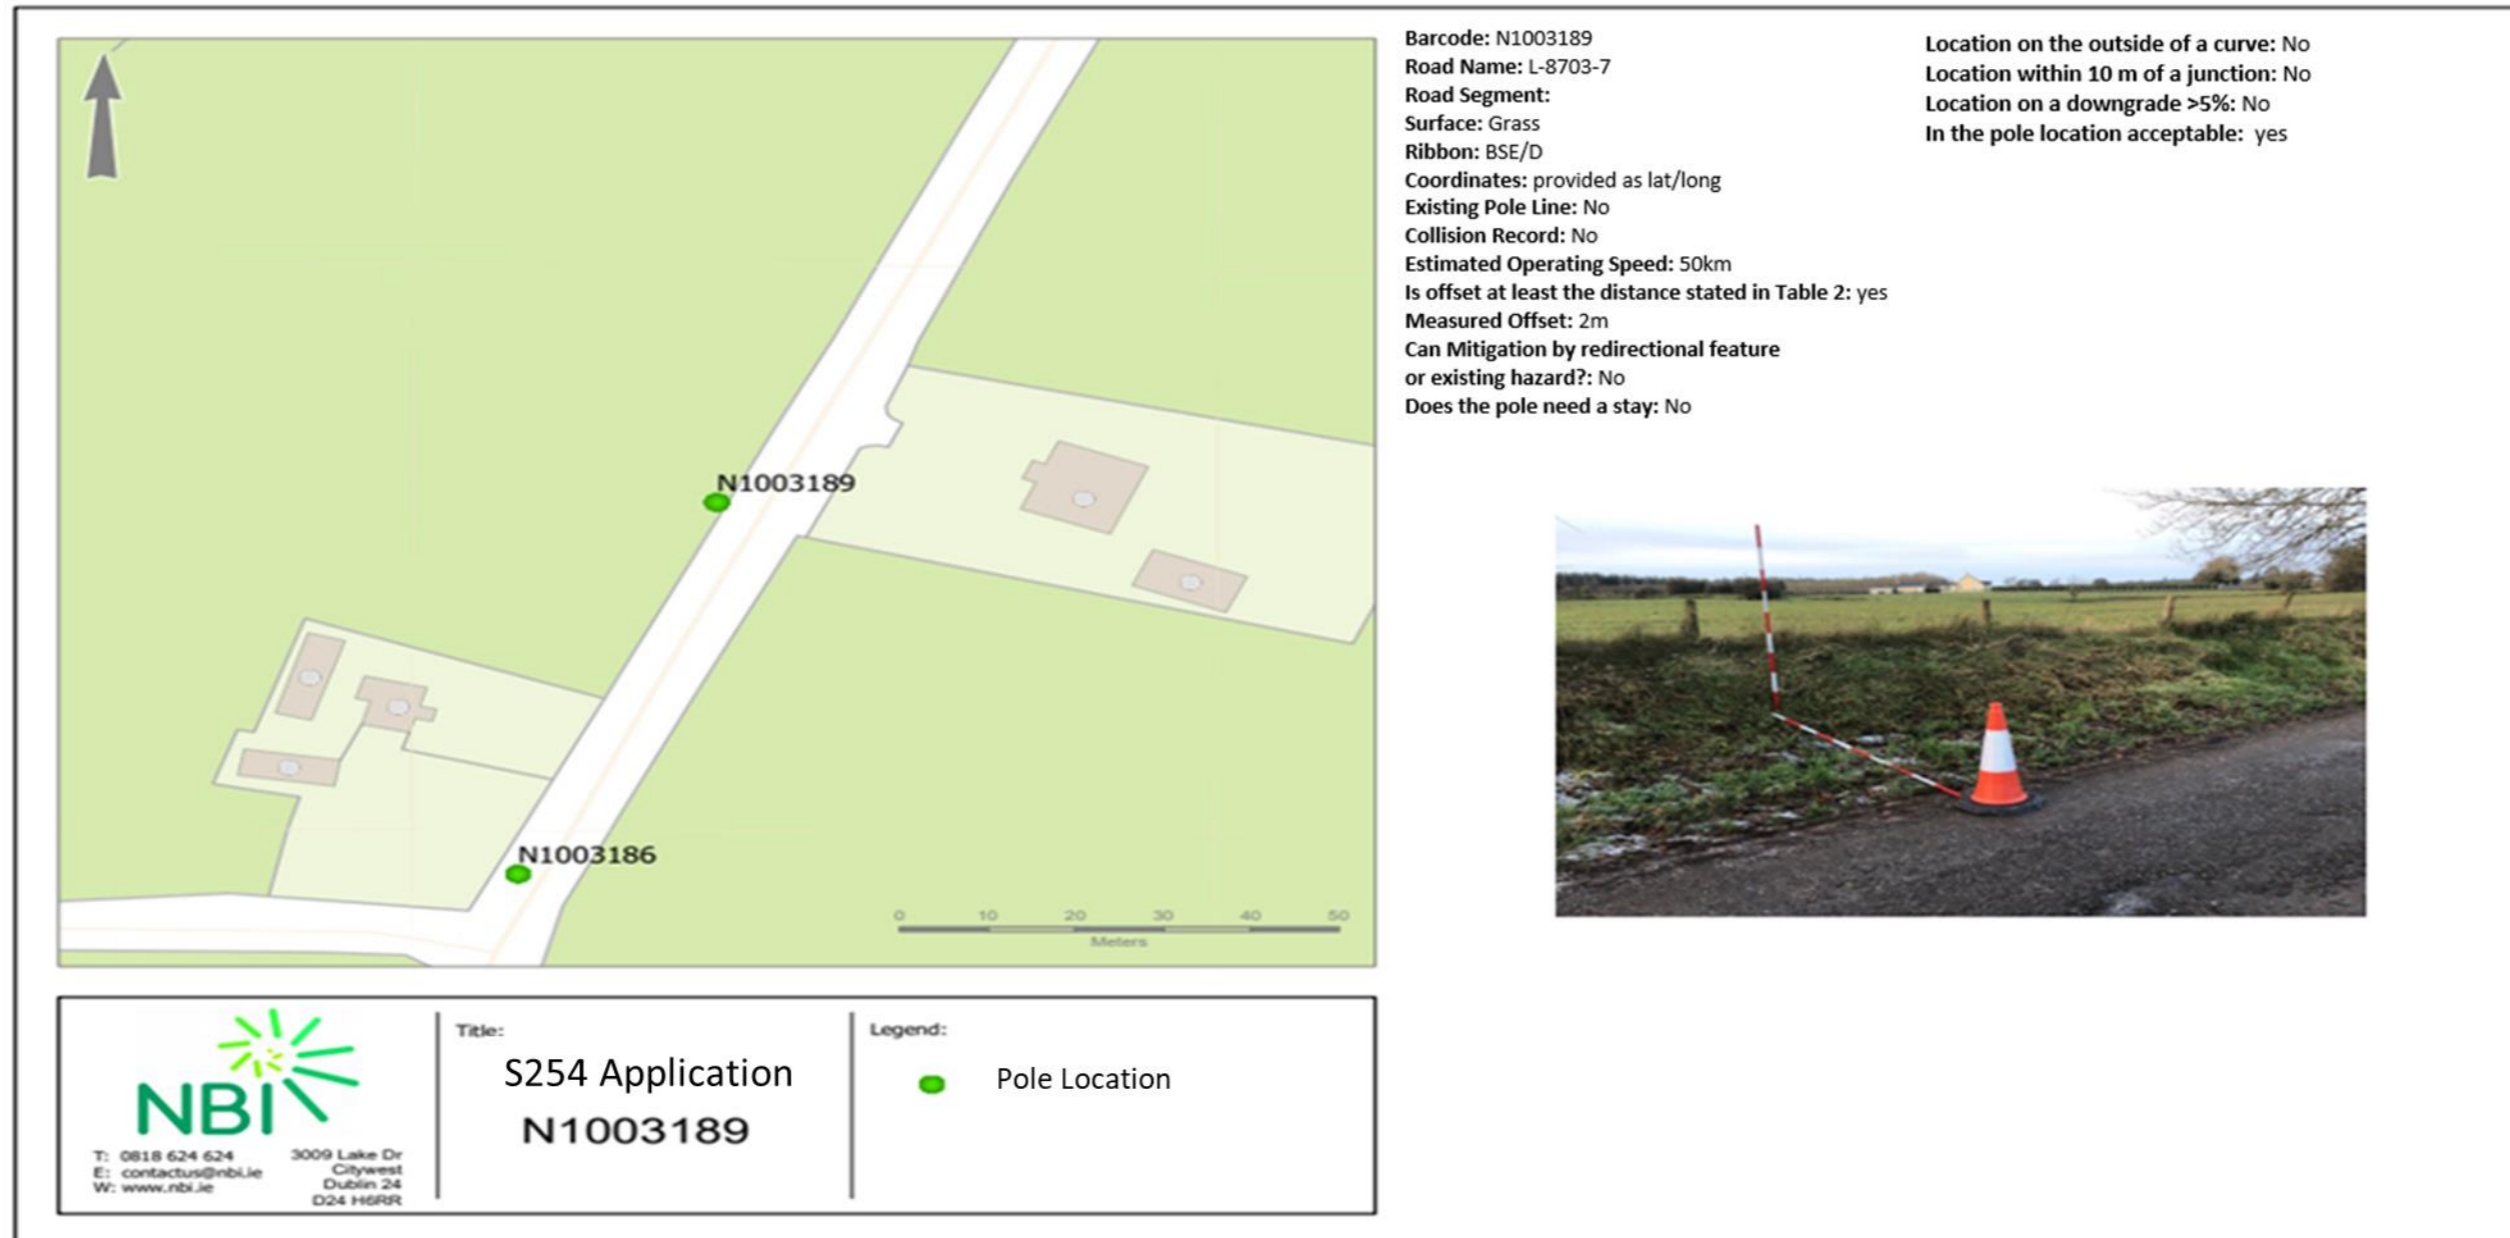 N1003189
N1003186
0 10 20 30 40 50
Meters
Barcode: N1003189
Road Name: L-8703-7
Road Segment:
Surface: Grass
Ribbon: BSE/D
Coordinates: provided as lat/long
Existing Pole Line: No
Collision Record: No
Estimated Operating Speed: 50km
Is offset at least the distance stated in Table 2: yes
Measured Offset: 2m
Can Mitigation by redirectional feature
or existing hazard?: No
Does the pole need a stay: No
Location on the outside of a curve: No
Location within 10 m of a junction: No
Location on a downgrade >5%: No
In the pole location acceptable: yes
NBI
T: 0818 624 624
E: contactus@nbi.ie
W: www.nbi.ie
3009 Lake Dr
Citywest
Dublin 24
D24 H6RR
Title:
S254 Application
N1003189
Legend:
Pole Location